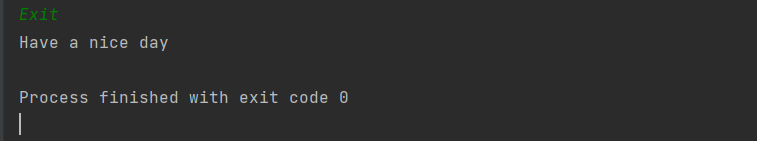 Exit
Have a nice day
Process finished with exit code 0